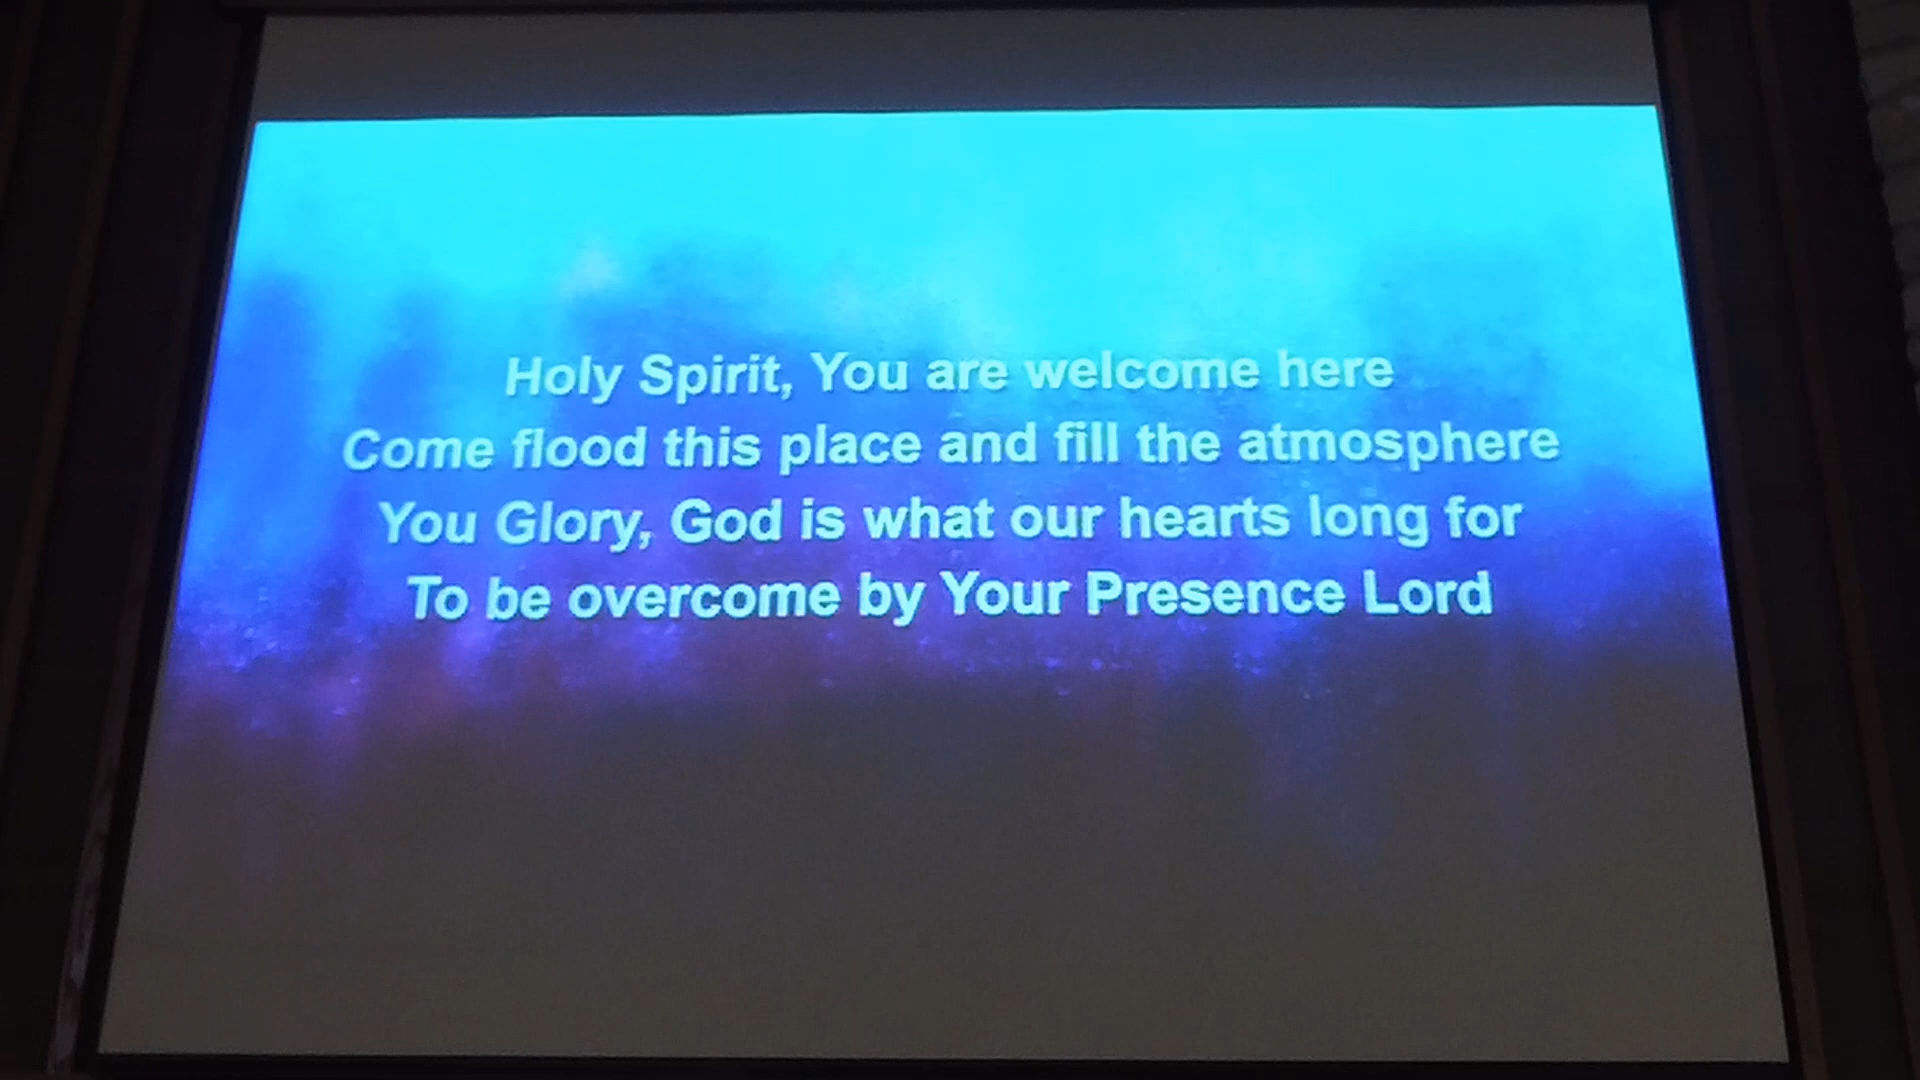 Holy Spirit, You are welcome here
Come flood this place and fill the atmosphere
You Glory, God is what our hearts long for
To be overcome by Your Presence Lord